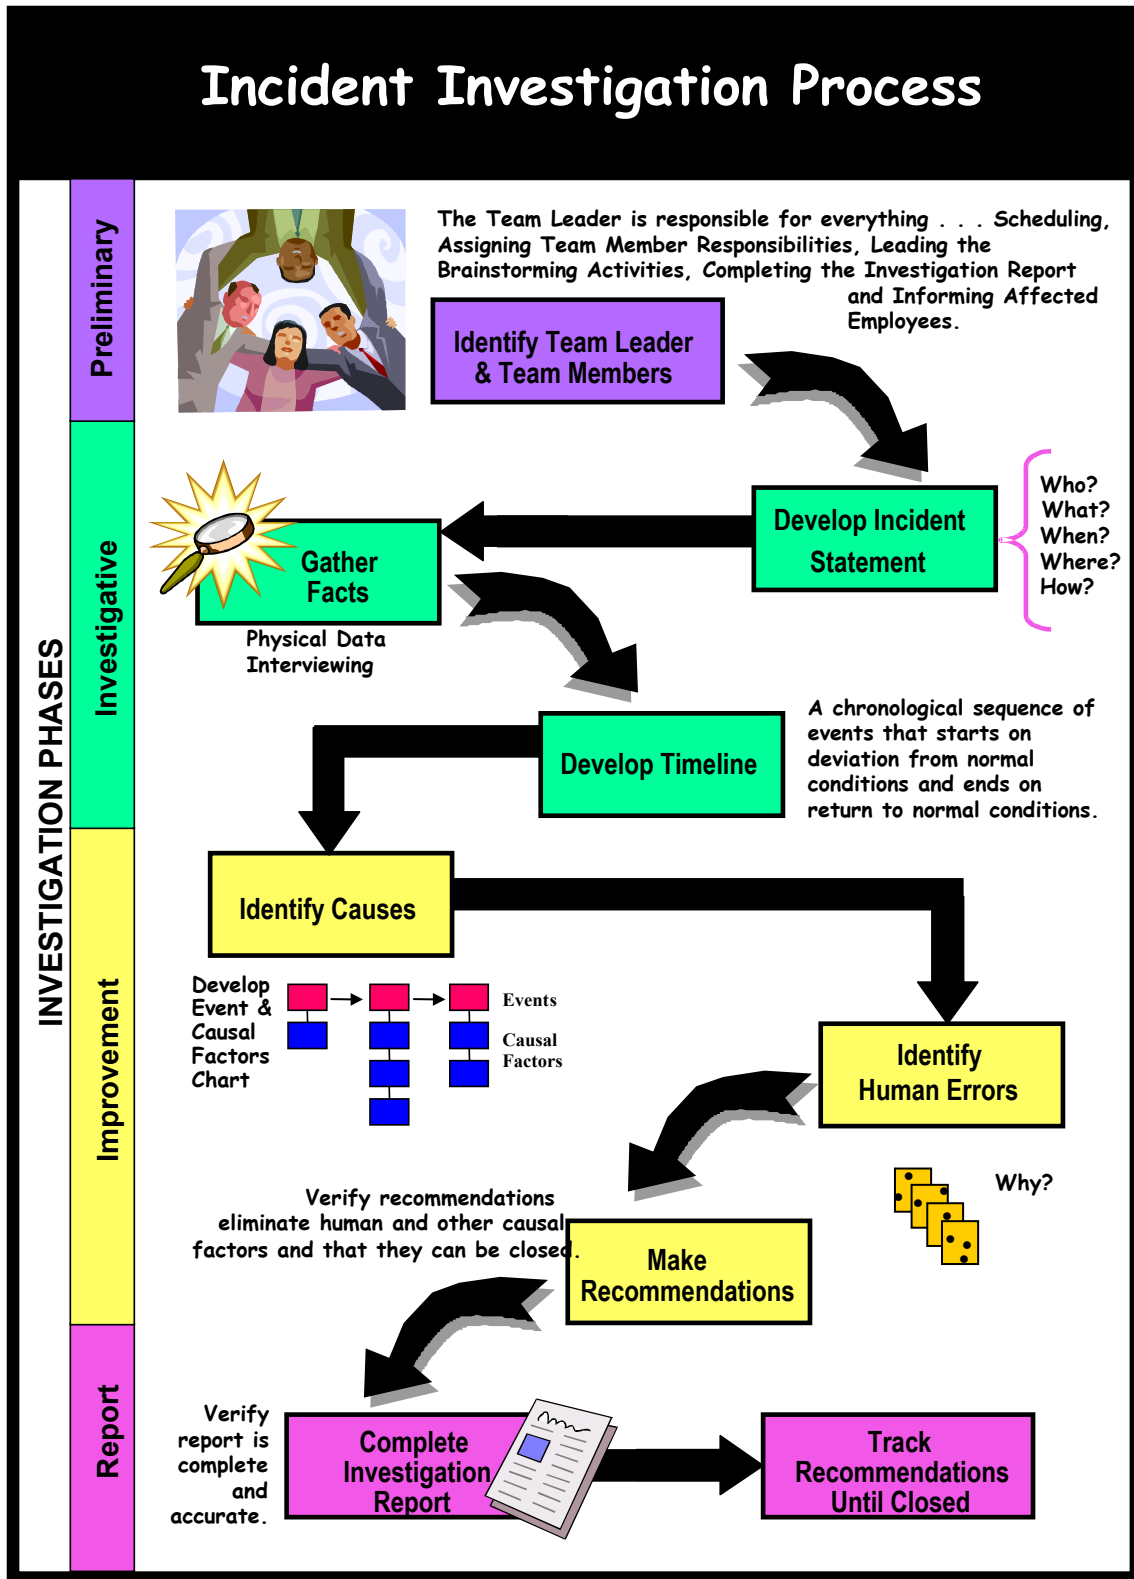 Incident Investigation Process
INVESTIGATION PHASES
Preliminary
The Team Leader is responsible for everything . . . Scheduling,
Assigning Team Member Responsibilities, Leading the
Brainstorming Activities, Completing the Investigation Report
and Informing Affected
Employees.
Identify Team Leader
& Team Members
Investigative
Develop Incident
Statement
Who?
What?
When?
Where?
How?
Gather
Facts
Physical Data
Interviewing
Develop Timeline
A chronological sequence of
events that starts on
deviation from normal
conditions and ends on
return to normal conditions.
Improvement
Identify Causes
Develop
Event &
Causal
Factors
Chart
Events
Causal
Factors
Identify
Human Errors
Why?
Verify recommendations
eliminate human and other causal
factors and that they can be closed.
Make
Recommendations
Report
Verify
report is
complete
and
accurate.
Complete
Investigation
Report
Track
Recommendations
Until Closed